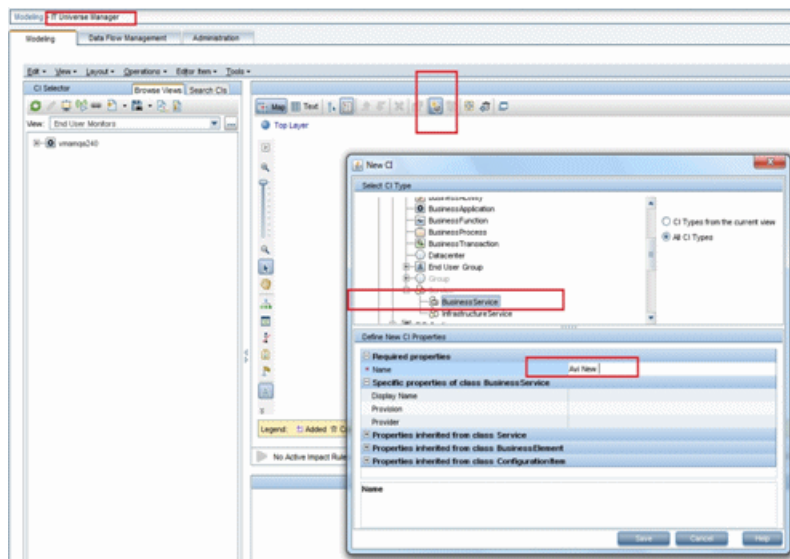 Modeling - IT Universe Manager
Modeling Data Flow Management Administration
Edit View Layout Operations Editor Item Tools
CI Selector Browse Views Search CIs
View: End User Monitors
vmamqa240
Map Text
Top Layer
New CI
Select CI Type
BusinessActivity
BusinessApplication
BusinessFunction
BusinessProcess
BusinessTransaction
Datacenter
End User Group
Group
Service
BusinessService
InfrastructureService
CI Types from the current view
All CI Types
Define New CI Properties
Required properties
* Name Avi New
Specific properties of class BusinessService
Display Name
Provision
Provider
Properties inherited from class Service
Properties inherited from class BusinessElement
Properties inherited from class ConfigurationItem
Name
Save Cancel Help
Legend: Added
No Active Impact Rule